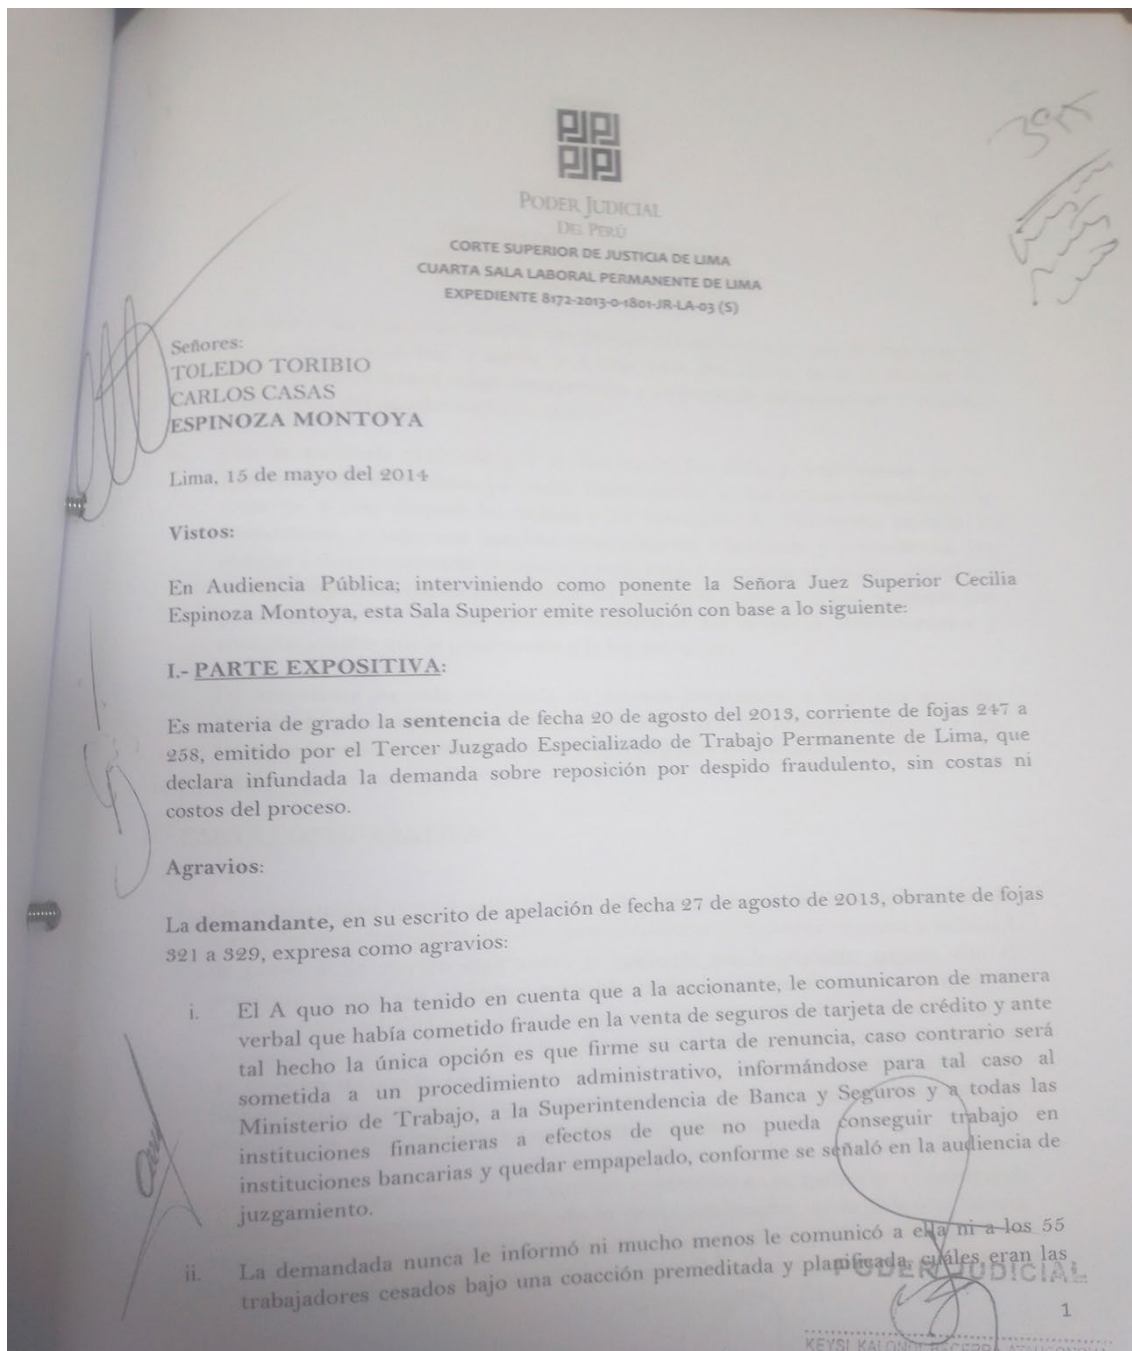 395
PJPJ
PJPJ
PODER JUDICIAL
DEL PERÚ
CORTE SUPERIOR DE JUSTICIA DE LIMA
CUARTA SALA LABORAL PERMANENTE DE LIMA
EXPEDIENTE 8172-2013-0-1801-JR-LA-03 (S)
Señores:
TOLEDO TORIBIO
CARLOS CASAS
ESPINOZA MONTOYA
Lima, 15 de mayo del 2014
Vistos:
En Audiencia Pública; interviniendo como ponente la Señora Juez Superior Cecilia
Espinoza Montoya, esta Sala Superior emite resolución con base a lo siguiente:
I.- PARTE EXPOSITIVA:
Es materia de grado la sentencia de fecha 20 de agosto del 2013, corriente de fojas 247 a
258, emitido por el Tercer Juzgado Especializado de Trabajo Permanente de Lima, que
declara infundada la demanda sobre reposición por despido fraudulento, sin costas ni
costos del proceso.
Agravios:
La demandante, en su escrito de apelación de fecha 27 de agosto de 2013, obrante de fojas
321 a 329, expresa como agravios:
i. El A quo no ha tenido en cuenta que a la accionante, le comunicaron de manera
verbal que había cometido fraude en la venta de seguros de tarjeta de crédito y ante
tal hecho la única opción es que firme su carta de renuncia, caso contrario será
sometida a un procedimiento administrativo, informándose para tal caso al
Ministerio de Trabajo, a la Superintendencia de Banca y Seguros y a todas las
instituciones financieras a efectos de que no pueda conseguir trabajo en
instituciones bancarias y quedar empapelado, conforme se señaló en la audiencia de
juzgamiento.
ii. La demandada nunca le informó ni mucho menos le comunicó a ella ni a los 55
trabajadores cesados bajo una coacción premeditada y planificada, cuáles eran las
PODER JUDICIAL
1
KEYSI